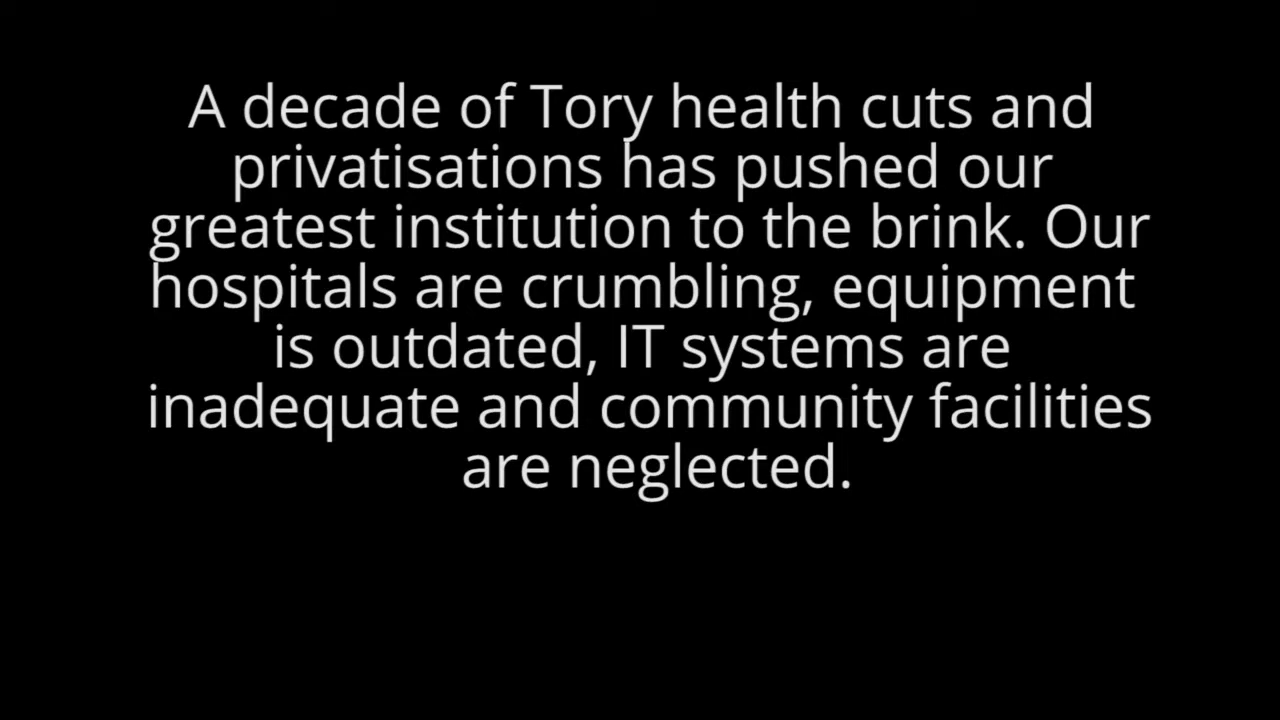 A decade of Tory health cuts and
privatisations has pushed our
greatest institution to the brink. Our
hospitals are crumbling, equipment
is outdated, IT systems are
inadequate and community facilities
are neglected.